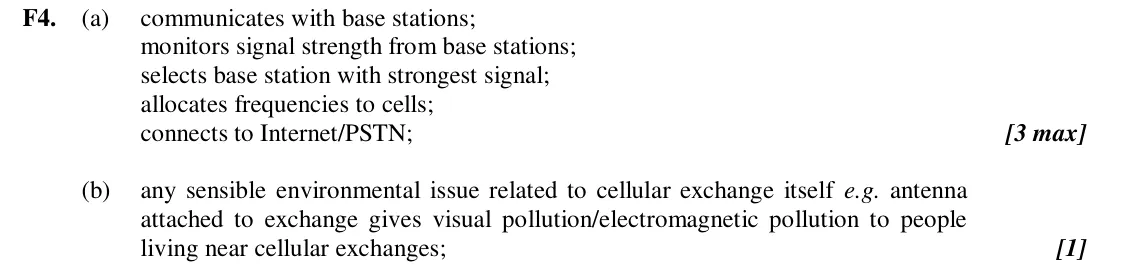 F4. (a) communicates with base stations;
monitors signal strength from base stations;
selects base station with strongest signal;
allocates frequencies to cells;
connects to Internet/PSTN; [3 max]
(b) any sensible environmental issue related to cellular exchange itself e.g. antenna
attached to exchange gives visual pollution/electromagnetic pollution to people
living near cellular exchanges; [1]